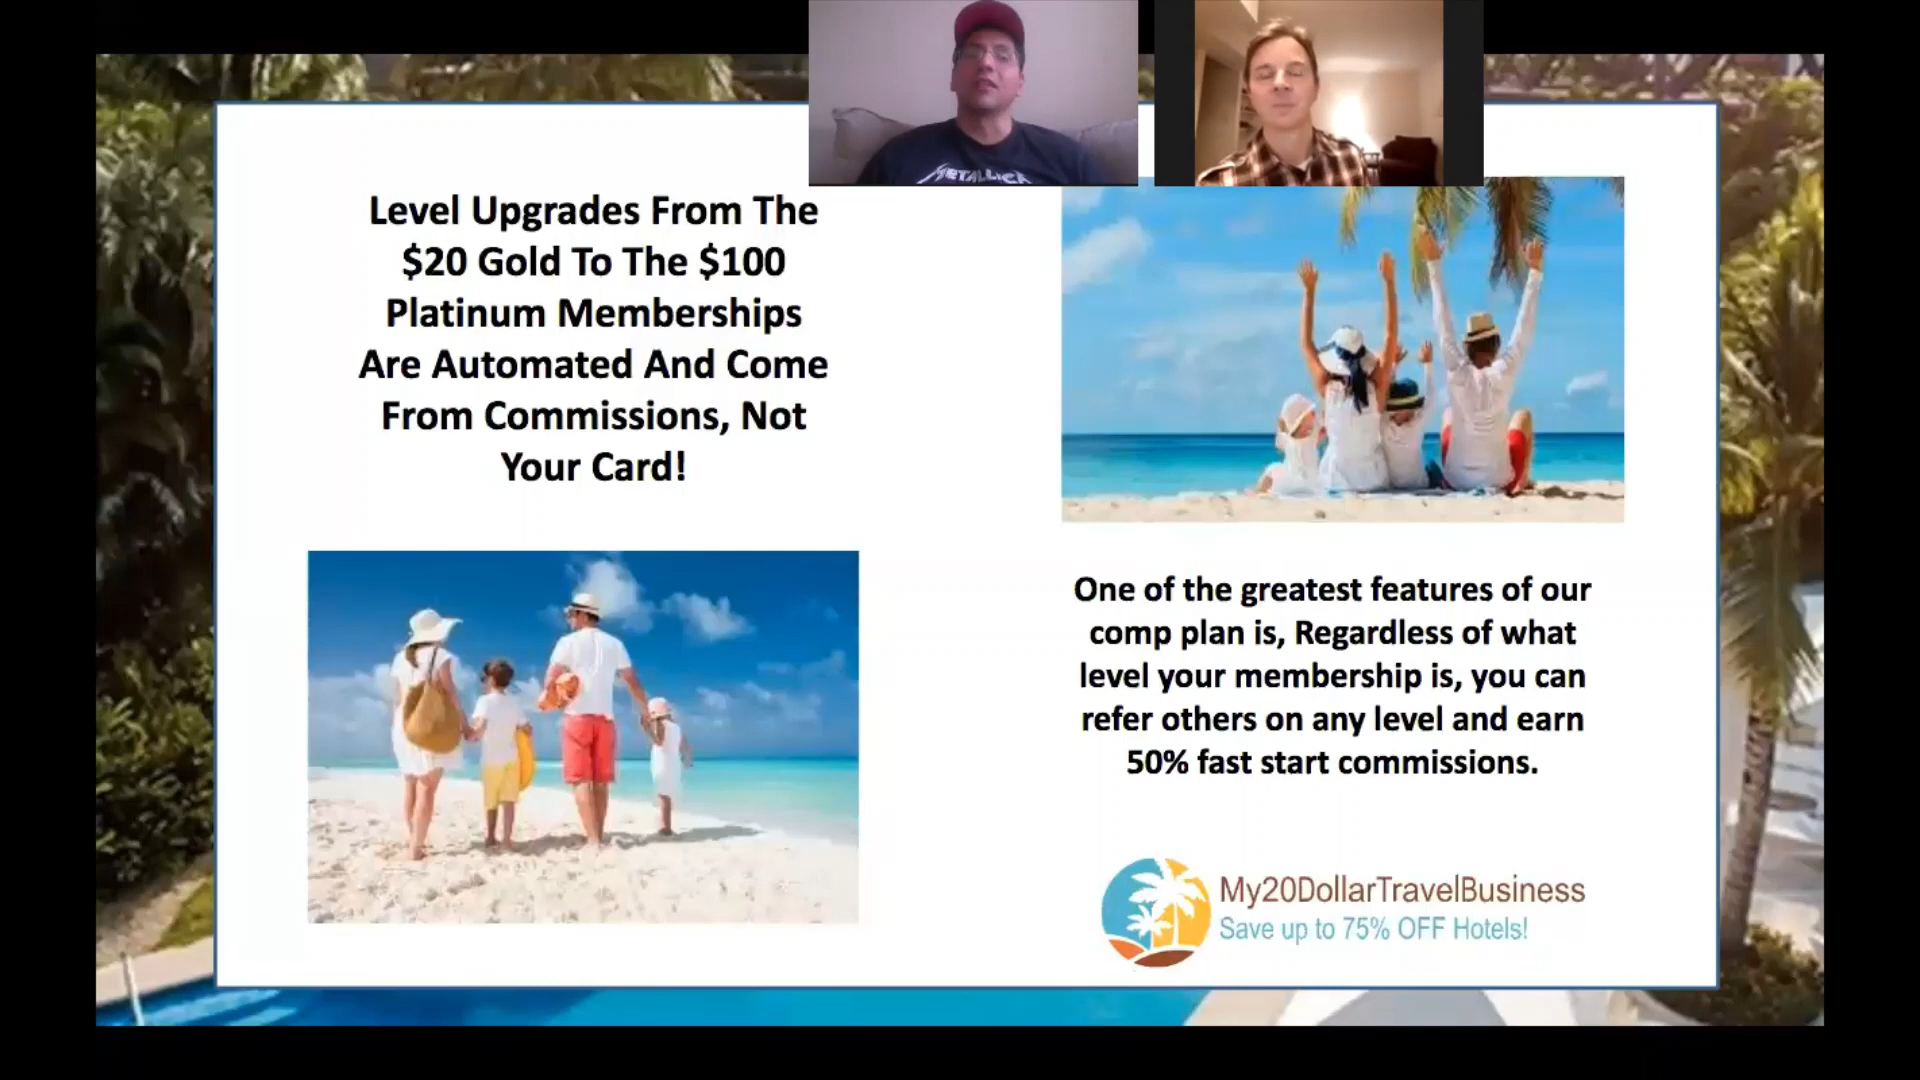 METALLICA
Level Upgrades From The
$20 Gold To The $100
Platinum Memberships
Are Automated And Come
From Commissions, Not
Your Card!
One of the greatest features of our
comp plan is, Regardless of what
level your membership is, you can
refer others on any level and earn
50% fast start commissions.
My20DollarTravelBusiness
Save up to 75% OFF Hotels!